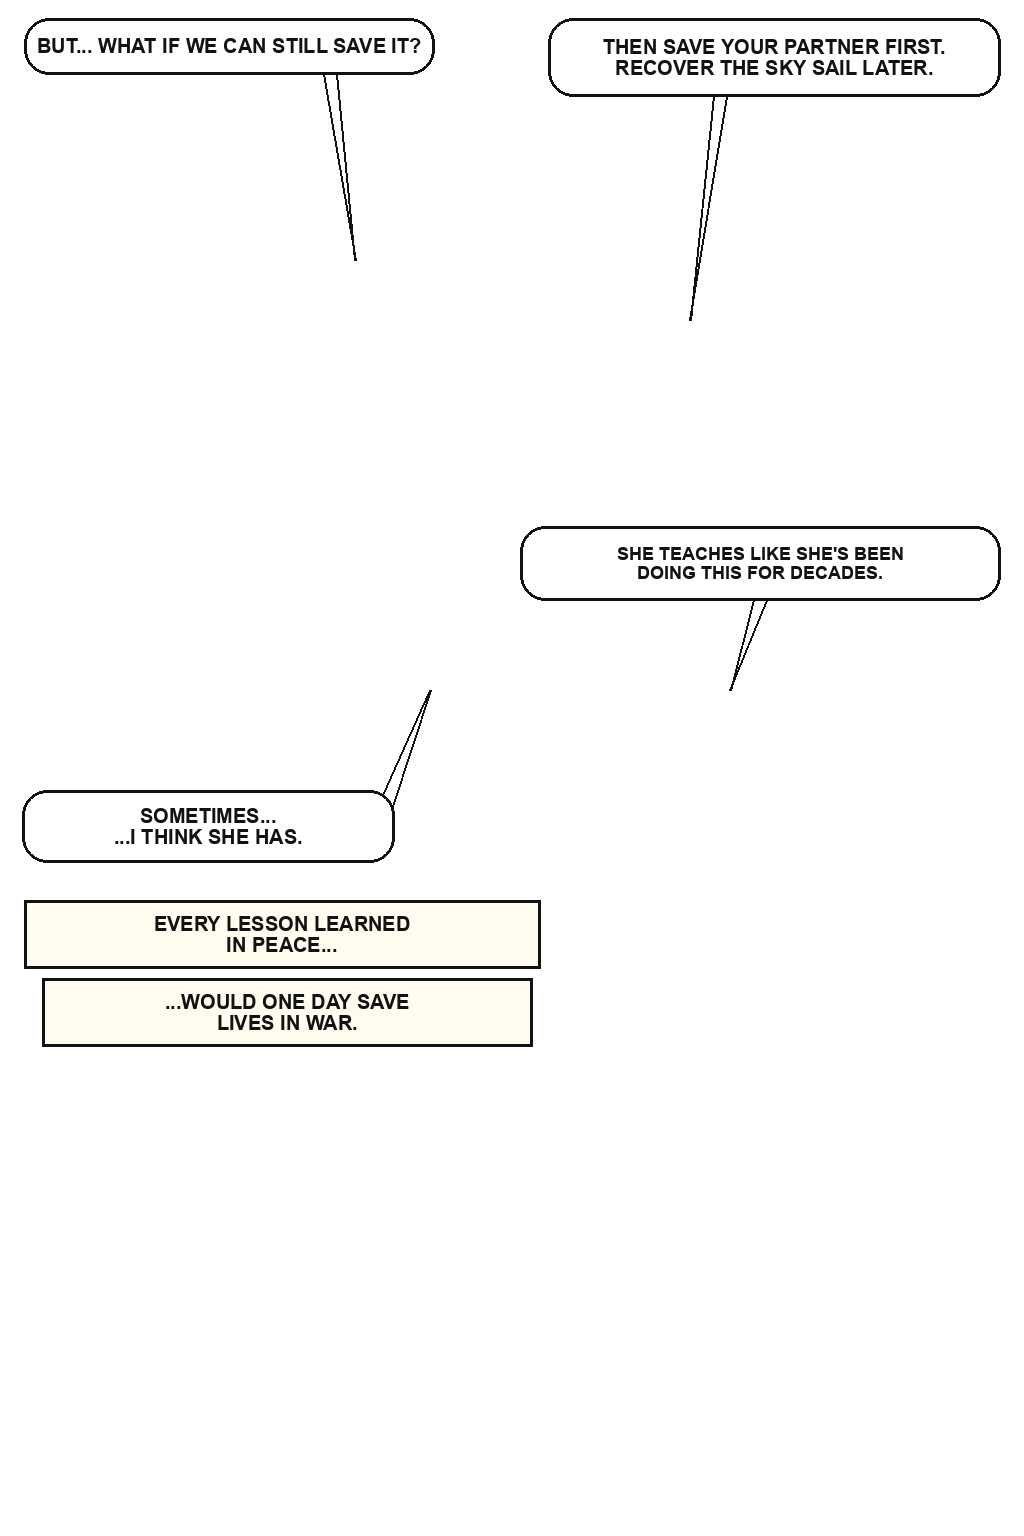 BUT... WHAT IF WE CAN STILL SAVE IT?
THEN SAVE YOUR PARTNER FIRST.
RECOVER THE SKY SAIL LATER.
SHE TEACHES LIKE SHE'S BEEN
DOING THIS FOR DECADES.
SOMETIMES...
...I THINK SHE HAS.
EVERY LESSON LEARNED
IN PEACE...
...WOULD ONE DAY SAVE
LIVES IN WAR.